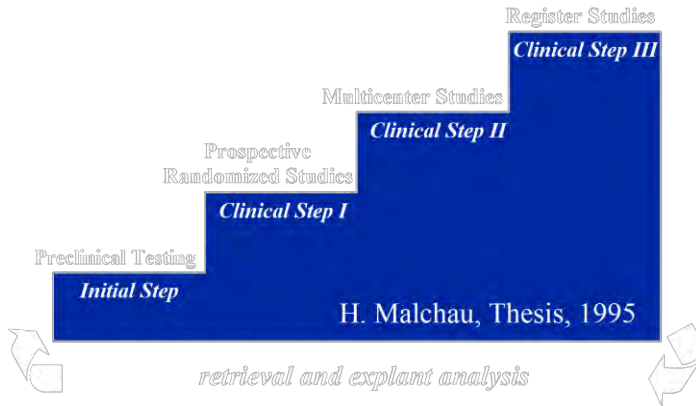 Register Studies
Clinical Step III
Multicenter Studies
Clinical Step II
Prospective
Randomized Studies
Clinical Step I
Preclinical Testing
Initial Step
H. Malchau, Thesis, 1995
retrieval and explant analysis